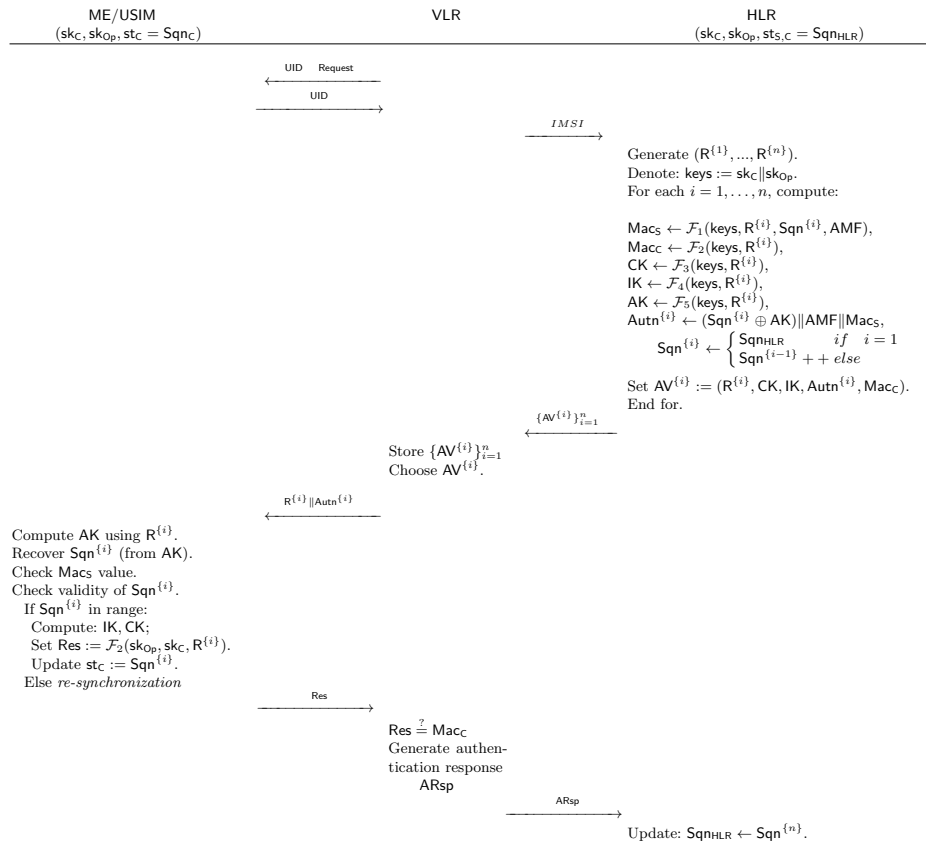 ME/USIM VLR HLR
(sk_C, sk_Op, st_C = Sqn_C) (sk_C, sk_Op, st_S,C = Sqn_HLR)
UID Request
UID
IMSI
Generate (R^{1}, ..., R^{n}).
Denote: keys := sk_C‖sk_Op.
For each i = 1, . . . , n, compute:
Mac_S ← F_1(keys, R^{i}, Sqn^{i}, AMF),
Mac_C ← F_2(keys, R^{i}),
CK ← F_3(keys, R^{i}),
IK ← F_4(keys, R^{i}),
AK ← F_5(keys, R^{i}),
Autn^{i} ← (Sqn^{i} ⊕ AK)‖AMF‖Mac_S,
Sqn^{i} ← { Sqn_HLR if i = 1
Sqn^{i−1} + + else
Set AV^{i} := (R^{i}, CK, IK, Autn^{i}, Mac_C).
End for.
{AV^{i}}_{i=1}^n
Store {AV^{i}}_{i=1}^n
Choose AV^{i}.
R^{i}‖Autn^{i}
Compute AK using R^{i}.
Recover Sqn^{i} (from AK).
Check Mac_S value.
Check validity of Sqn^{i}.
If Sqn^{i} in range:
Compute: IK, CK;
Set Res := F_2(sk_Op, sk_C, R^{i}).
Update st_C := Sqn^{i}.
Else re-synchronization
Res
Res ≟ Mac_C
Generate authen-
tication response
ARsp
ARsp
Update: Sqn_HLR ← Sqn^{n}.